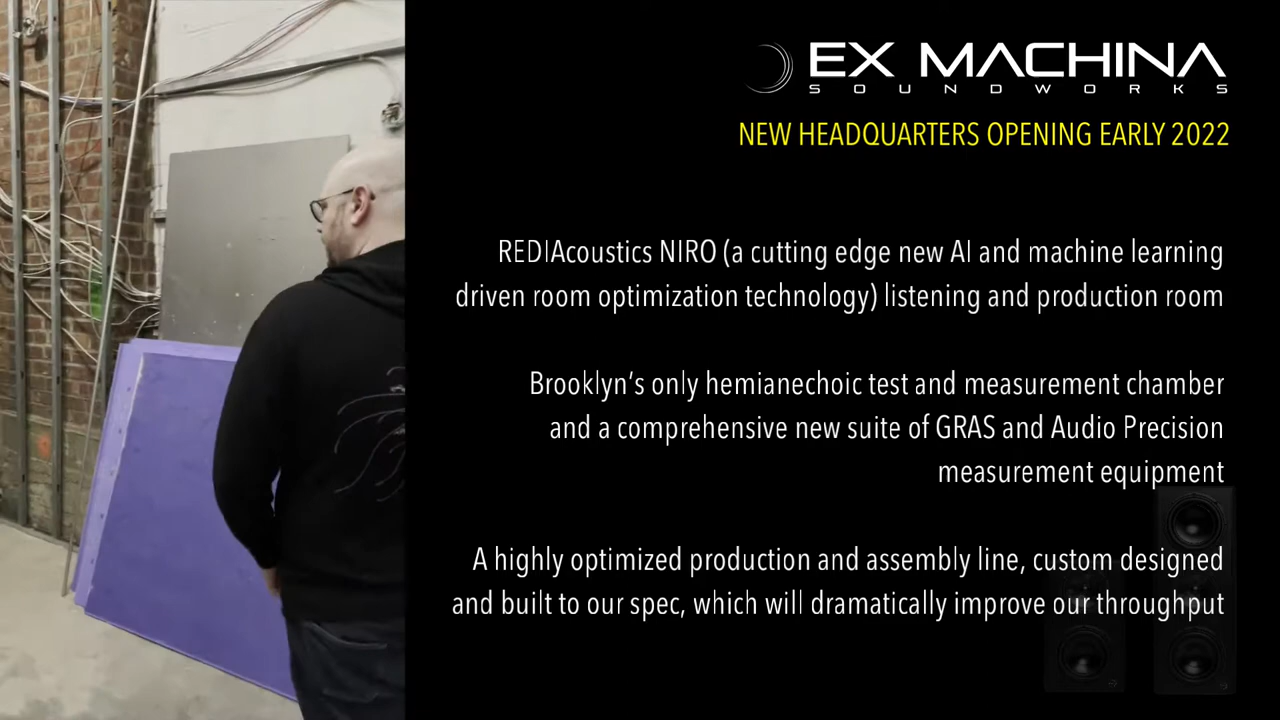 EX MACHINA
SOUNDWORKS
NEW HEADQUARTERS OPENING EARLY 2022
REDIAcoustics NIRO (a cutting edge new AI and machine learning
driven room optimization technology) listening and production room
Brooklyn’s only hemianechoic test and measurement chamber
and a comprehensive new suite of GRAS and Audio Precision
measurement equipment
A highly optimized production and assembly line, custom designed
and built to our spec, which will dramatically improve our throughput